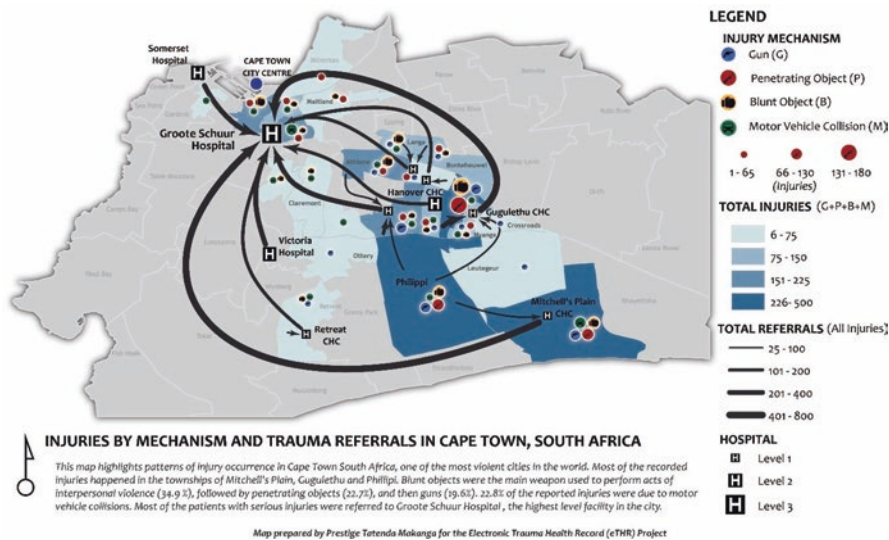 Somerset
Hospital
CAPE TOWN
CITY CENTRE
Maitland
Groote Schuur
Hospital
Langa
Epping
Bonteheuwel
Athlone
Hanover CHC
Claremont
Gugulethu CHC
Crossroads
Nyanga
Victoria
Hospital
Ottery
Philippi
Lentegeur
Mitchell's Plain
CHC
Retreat
Retreat
CHC
Grassy Park
LEGEND
INJURY MECHANISM
Gun (G)
Penetrating Object (P)
Blunt Object (B)
Motor Vehicle Collision (M)
1 - 65
66 - 130
131 - 180
(Injuries)
TOTAL INJURIES (G+P+B+M)
6 - 75
75 - 150
151 - 225
226- 500
TOTAL REFERRALS (All Injuries)
25 - 100
101 - 200
201 - 400
401 - 800
HOSPITAL
H Level 1
H Level 2
H Level 3
INJURIES BY MECHANISM AND TRAUMA REFERRALS IN CAPE TOWN, SOUTH AFRICA
This map highlights patterns of injury occurrence in Cape Town South Africa, one of the most violent cities in the world. Most of the recorded
injuries happened in the townships of Mitchell's Plain, Gugulethu and Phillipi. Blunt objects were the main weapon used to perform acts of
interpersonal violence (34.9 %), followed by penetrating objects (22.7%), and then guns (19.6%). 22.8% of the reported injuries were due to motor
vehicle collisions. Most of the patients with serious injuries were referred to Groote Schuur Hospital , the highest level facility in the city.
Map prepared by Prestige Tatenda Makanga for the Electronic Trauma Health Record (eTHR) Project